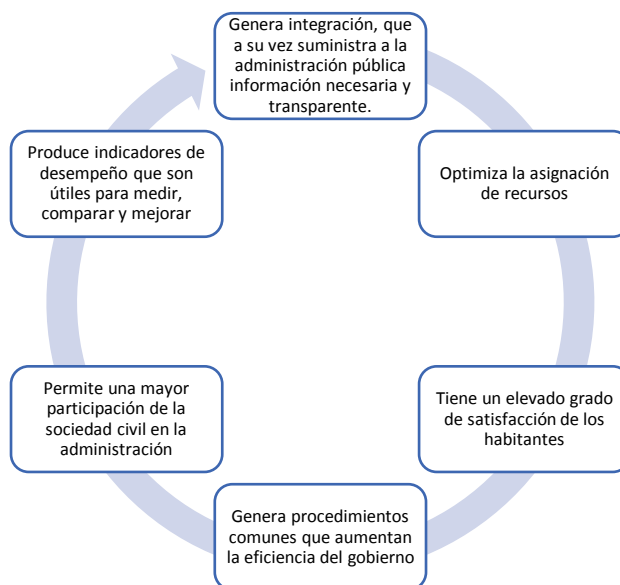 Genera integración, que
a su vez suministra a la
administración pública
información necesaria y
transparente.
Optimiza la asignación
de recursos
Tiene un elevado grado
de satisfacción de los
habitantes
Genera procedimientos
comunes que aumentan
la eficiencia del gobierno
Permite una mayor
participación de la
sociedad civil en la
administración
Produce indicadores de
desempeño que son
útiles para medir,
comparar y mejorar